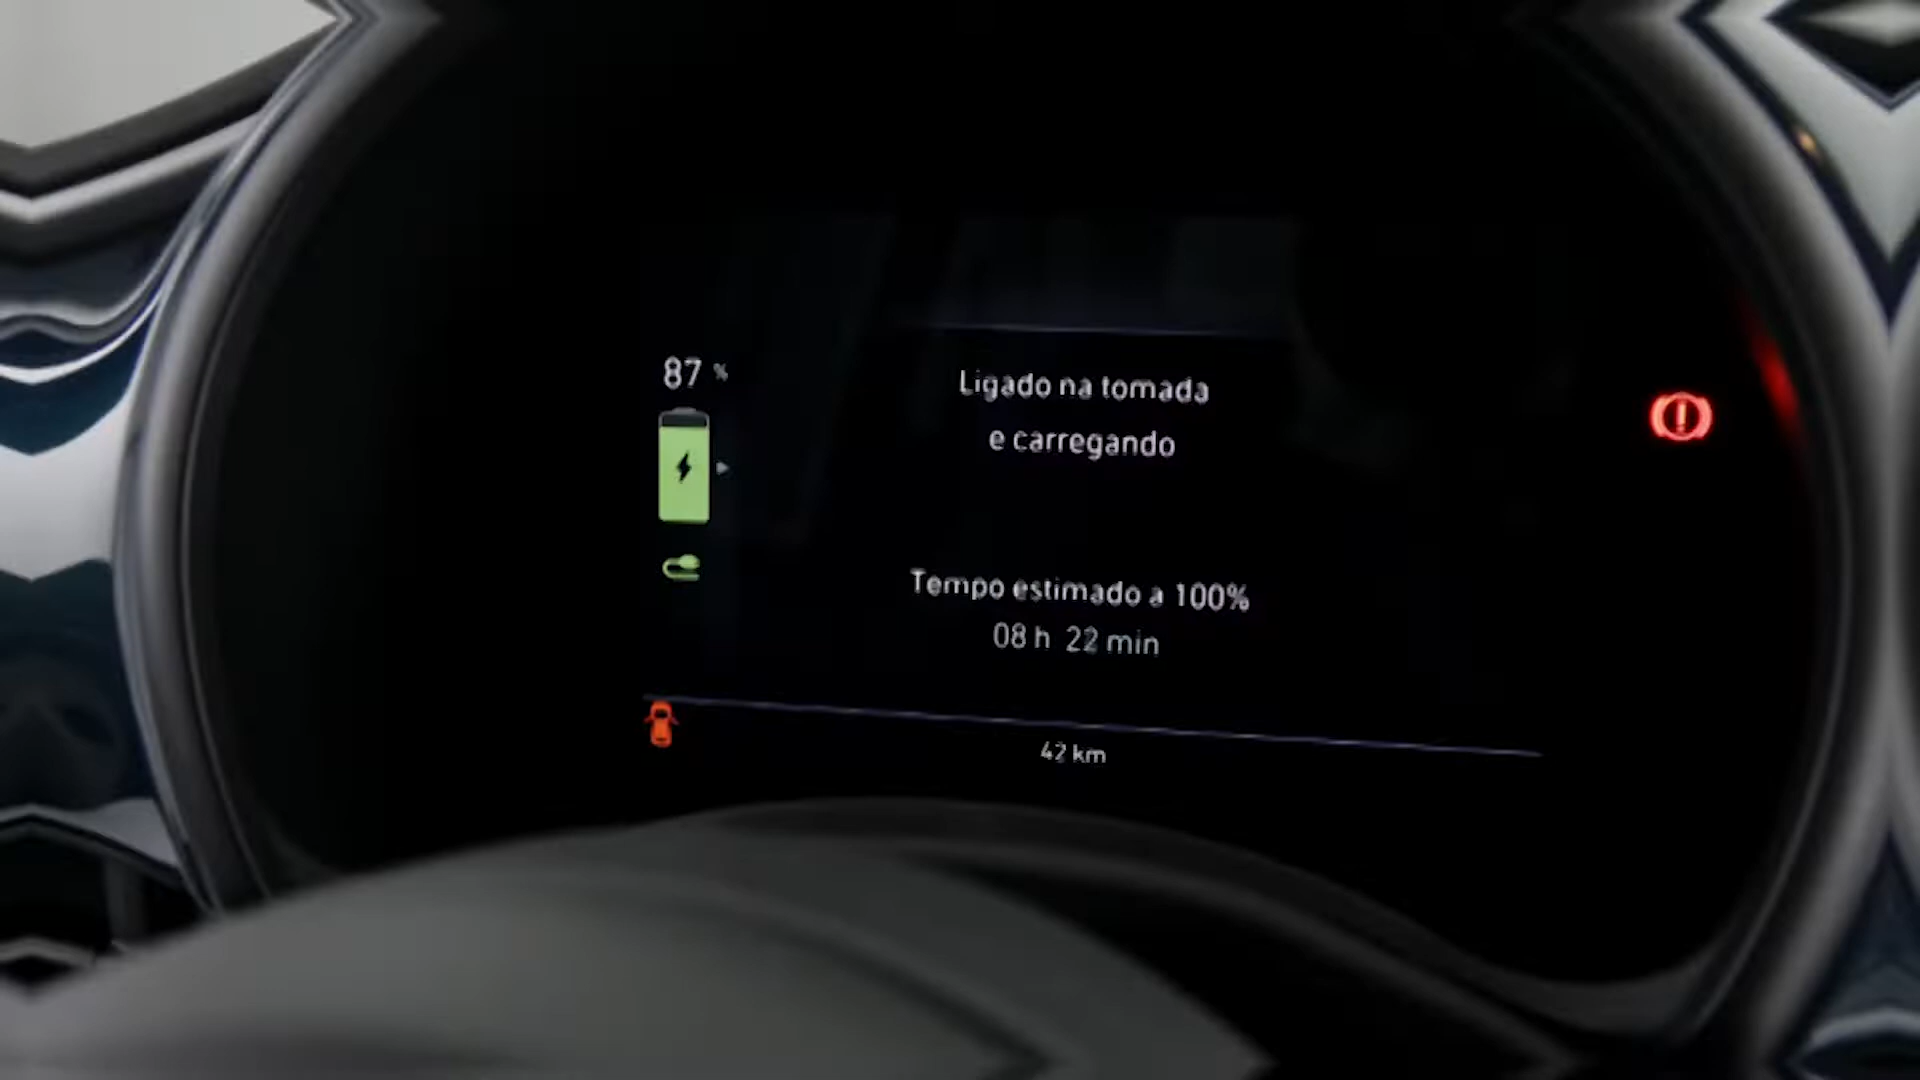 87 %
Ligado na tomada
e carregando
Tempo estimado a 100%
08 h 22 min
42 km